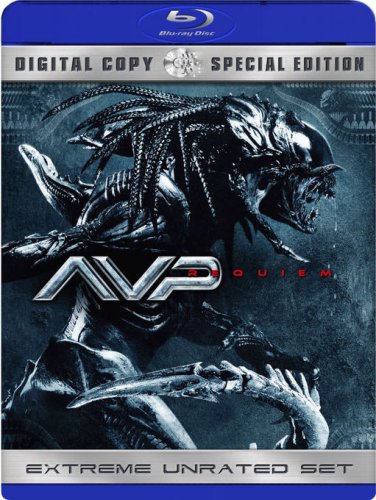 Blu-ray Disc
DIGITAL COPY SPECIAL EDITION
AVP
REQUIEM
EXTREME UNRATED SET